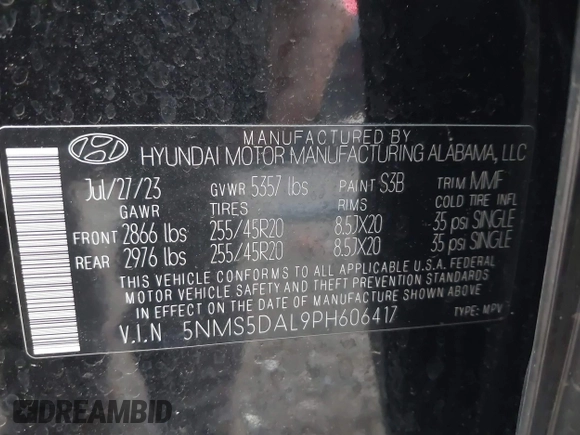 MANUFACTURED BY
HYUNDAI MOTOR MANUFACTURING ALABAMA, LLC
Jul/27/23 GVWR 5357 lbs PAINT S3B TRIM MMF
GAWR TIRES RIMS COLD TIRE INFL
FRONT 2866 lbs 255/45R20 8.5JX20 35 psi SINGLE
REAR 2976 lbs 255/45R20 8.5JX20 35 psi SINGLE
THIS VEHICLE CONFORMS TO ALL APPLICABLE U.S.A. FEDERAL
MOTOR VEHICLE SAFETY AND THEFT PREVENTION STANDARDS
IN EFFECT ON THE DATE OF MANUFACTURE SHOWN ABOVE.
V.I.N 5NMS5DAL9PH606417 TYPE: MPV
DREAMBID